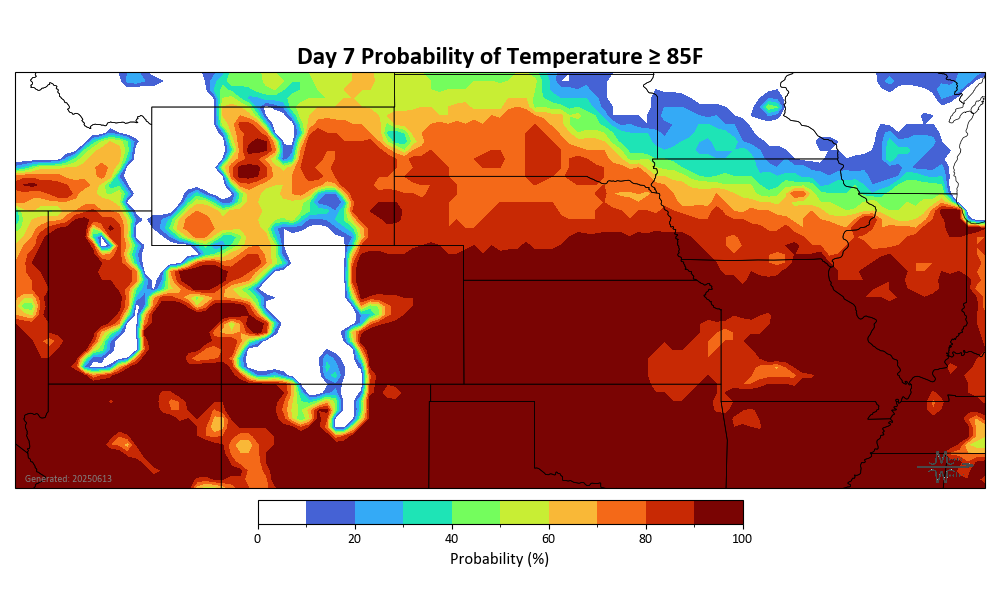 Day 7 Probability of Temperature ≥ 85F
Generated: 20250613
0 20 40 60 80 100
Probability (%)